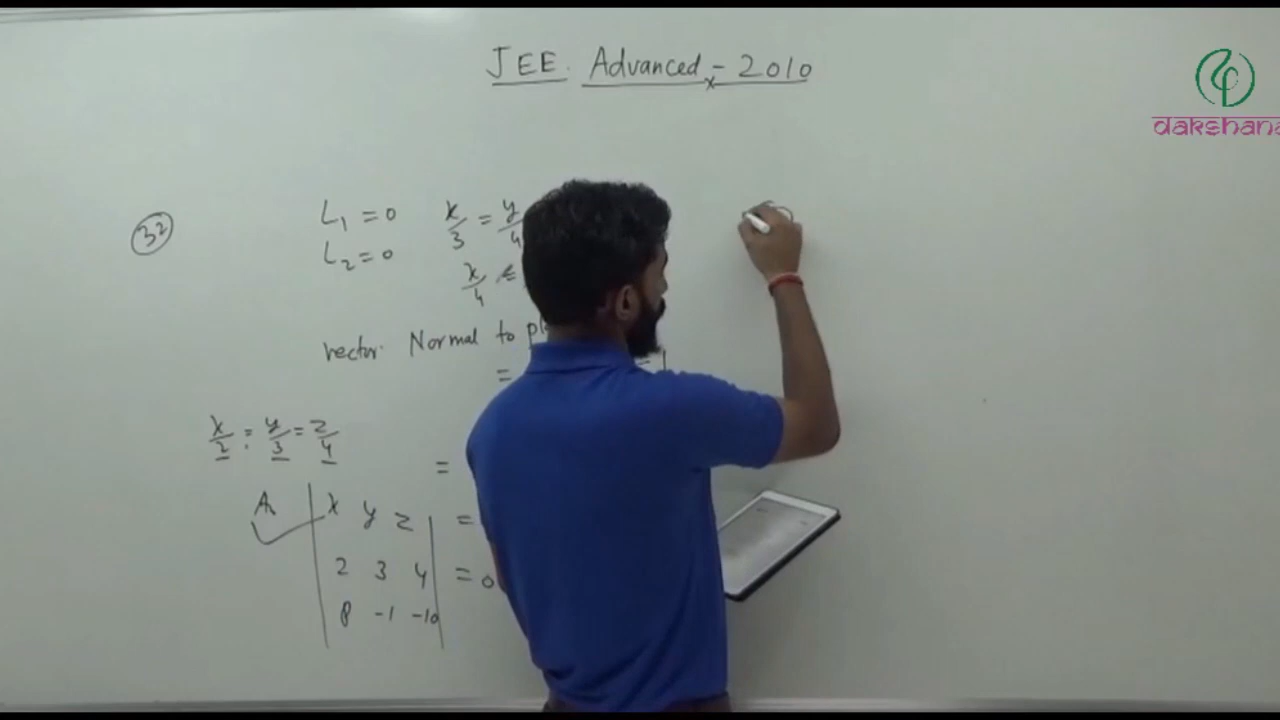 JEE Advanced - 2010
dakshana
32
L₁ = 0 x/3 = y/4
L₂ = 0
x/4 =
vector Normal to pl
=
x/2 = y/3 = z/4
=
A, | x y z | =
2 3 4 = 0
8 -1 -10